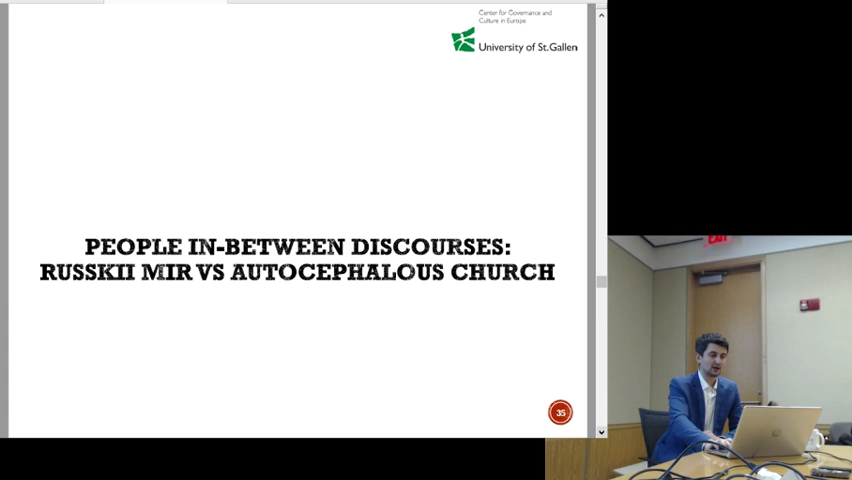 Center for Governance and
Culture in Europe
University of St.Gallen
PEOPLE IN-BETWEEN DISCOURSES:
RUSSKII MIR VS AUTOCEPHALOUS CHURCH
35
EXIT